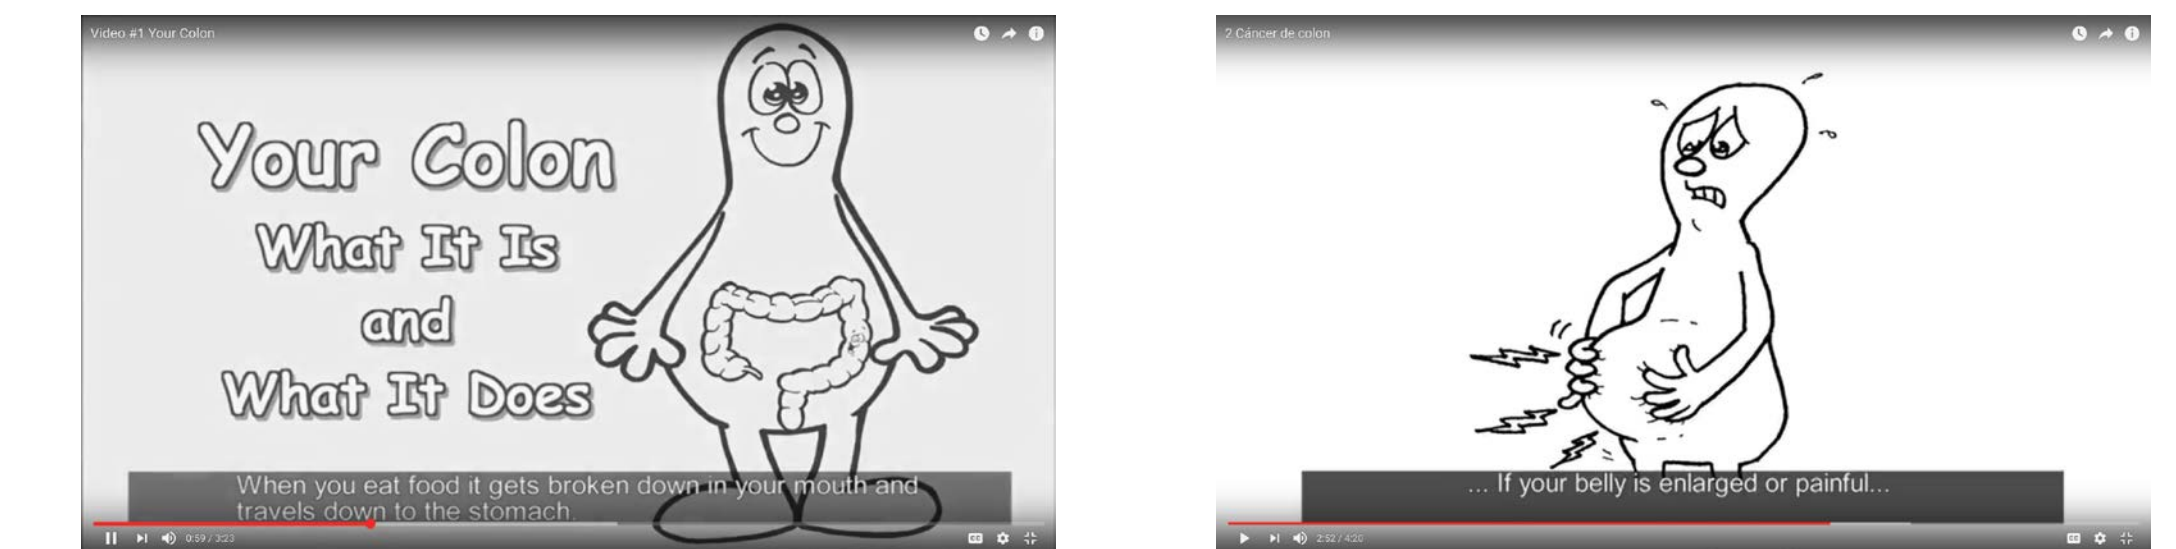 Video #1 Your Colon
Your Colon
What It Is
and
What It Does
When you eat food it gets broken down in your mouth and
travels down to the stomach.
0:59 / 3:23
CC
2 Cáncer de colon
... If your belly is enlarged or painful...
2:52 / 4:20
CC